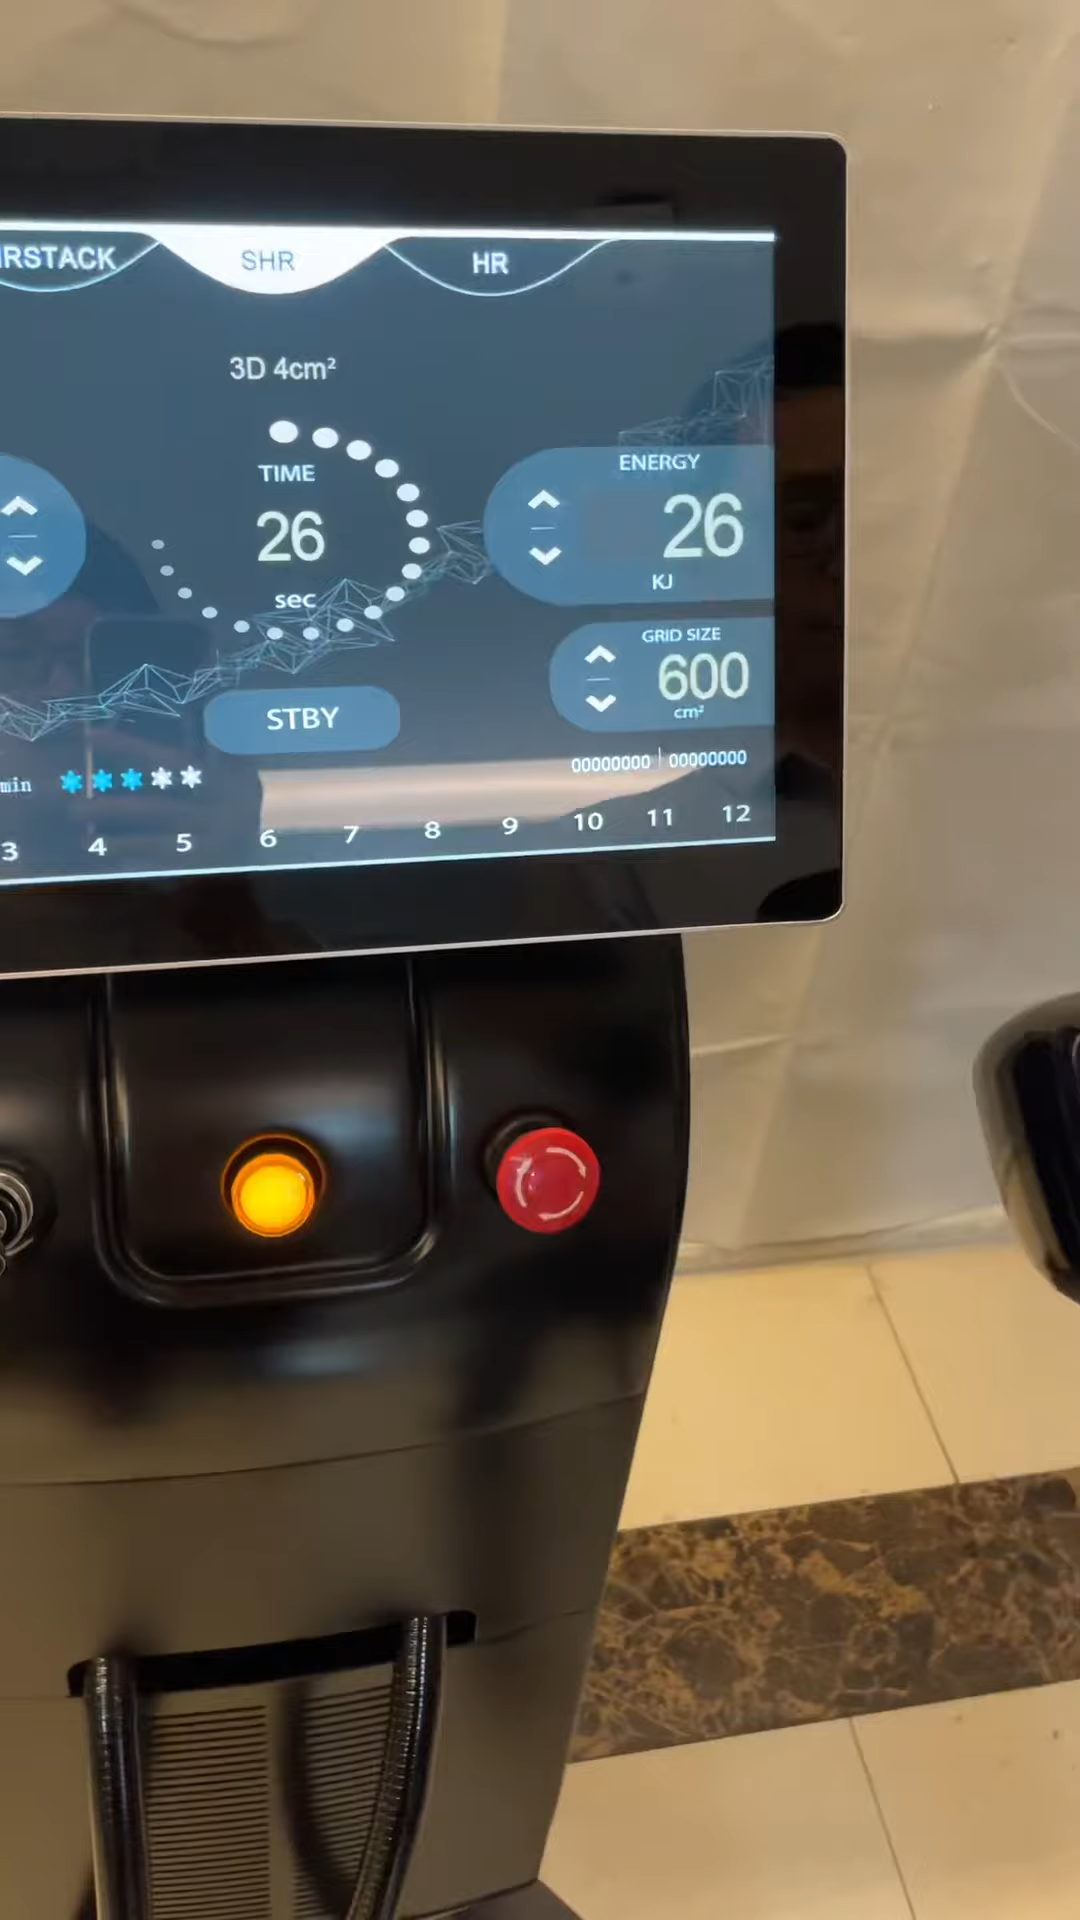 IRSTACK
SHR
HR
3D 4cm²
TIME
26
sec
ENERGY
26
KJ
GRID SIZE
600
cm²
STBY
00000000 | 00000000
min
3 4 5 6 7 8 9 10 11 12